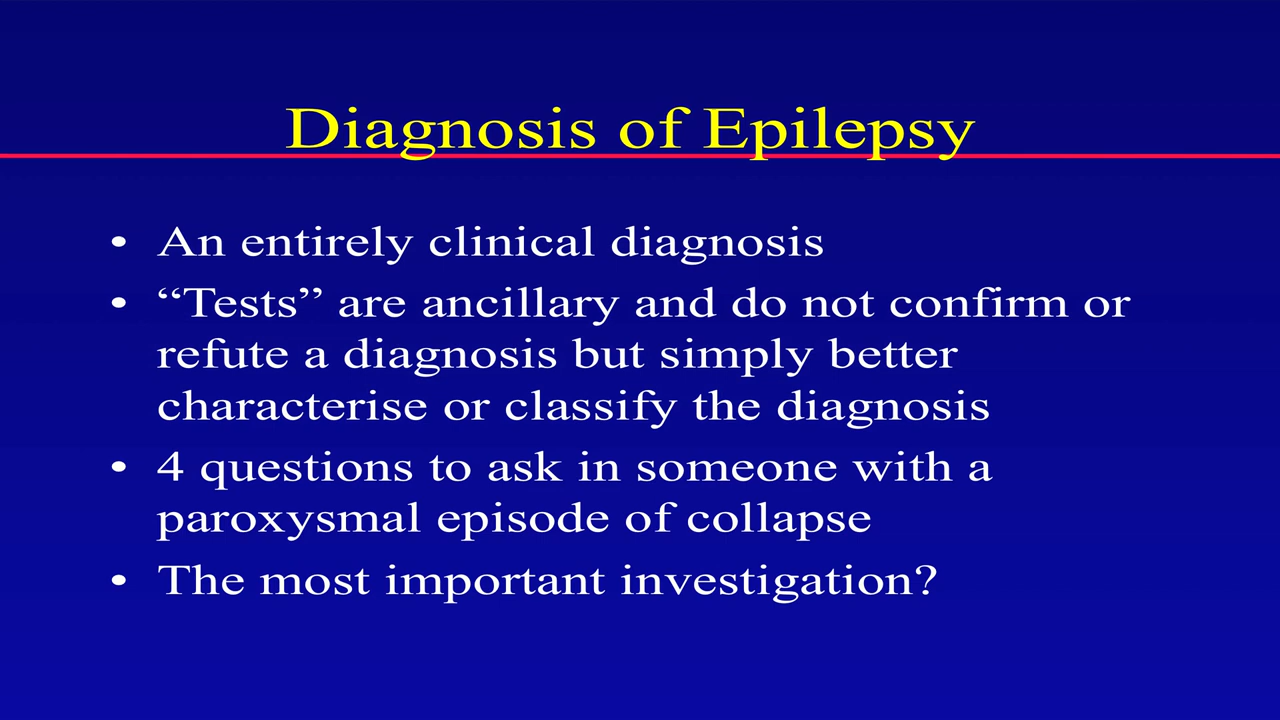 Diagnosis of Epilepsy
• An entirely clinical diagnosis
• “Tests” are ancillary and do not confirm or
refute a diagnosis but simply better
characterise or classify the diagnosis
• 4 questions to ask in someone with a
paroxysmal episode of collapse
• The most important investigation?